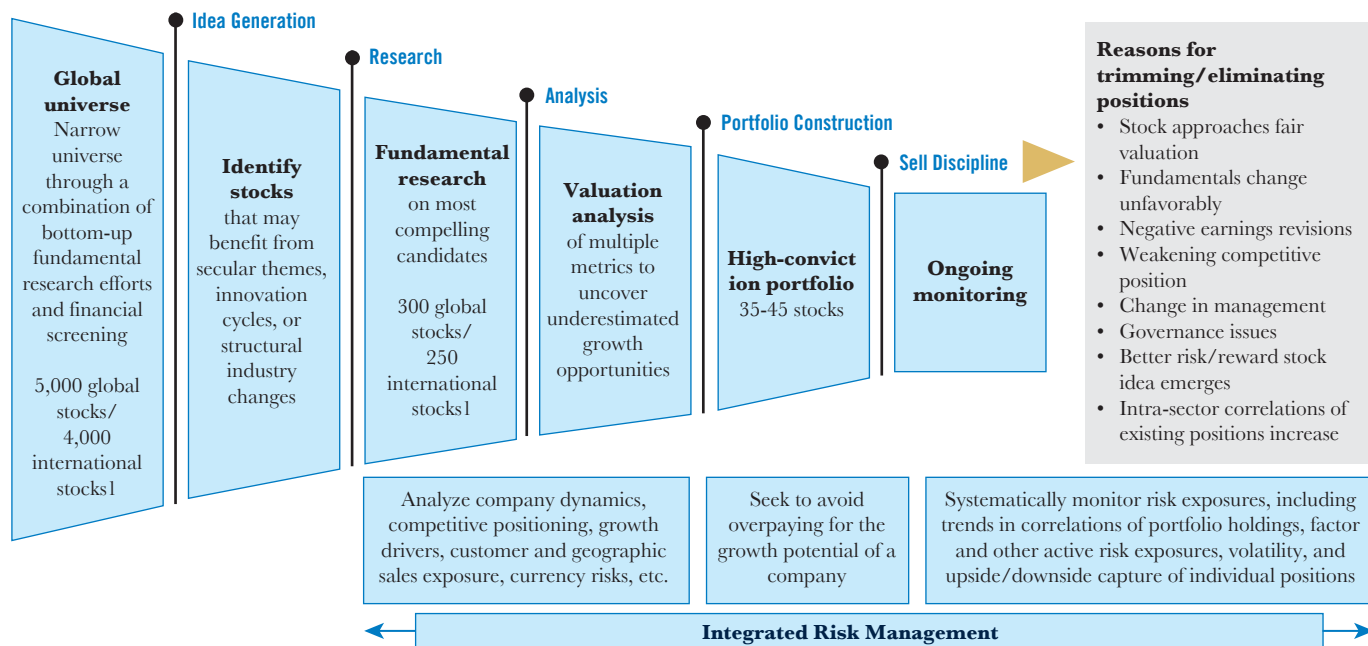 Idea Generation
Global
universe
Narrow
universe
through a
combination of
bottom-up
fundamental
research efforts
and financial
screening
5,000 global
stocks/
4,000
international
stocks1
Research
Identify
stocks
that may
benefit from
secular themes,
innovation
cycles, or
structural
industry
changes
Analysis
Fundamental
research
on most
compelling
candidates
300 global
stocks/
250
international
stocks1
Portfolio Construction
Valuation
analysis
of multiple
metrics to
uncover
underestimated
growth
opportunities
Sell Discipline
High-convict
ion portfolio
35-45 stocks
Ongoing
monitoring
Reasons for
trimming/eliminating
positions
• Stock approaches fair
valuation
• Fundamentals change
unfavorably
• Negative earnings revisions
• Weakening competitive
position
• Change in management
• Governance issues
• Better risk/reward stock
idea emerges
• Intra-sector correlations of
existing positions increase
Analyze company dynamics,
competitive positioning, growth
drivers, customer and geographic
sales exposure, currency risks, etc.
Seek to avoid
overpaying for the
growth potential of a
company
Systematically monitor risk exposures, including
trends in correlations of portfolio holdings, factor
and other active risk exposures, volatility, and
upside/downside capture of individual positions
Integrated Risk Management